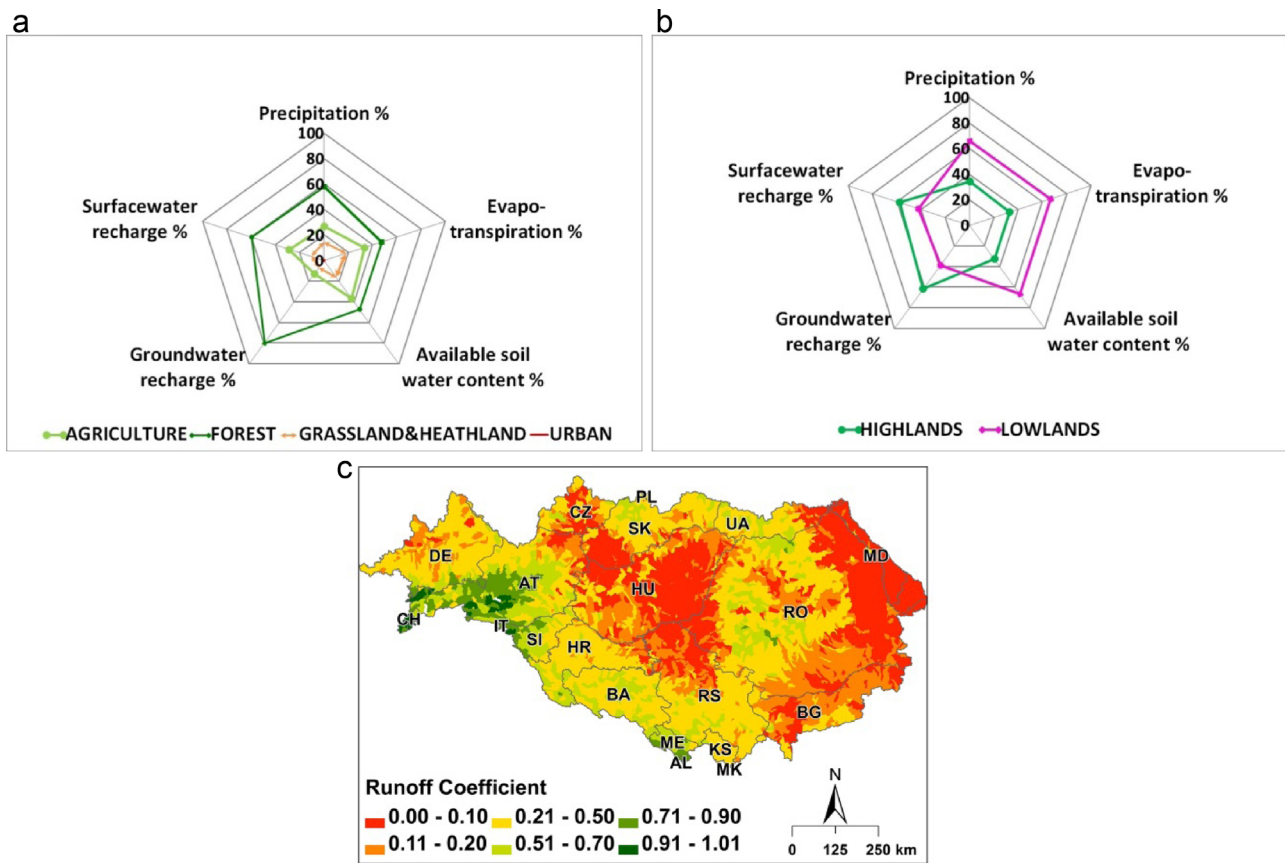 a
Precipitation %
100
80
60
40
20
0
Evapo-
transpiration %
Available soil
water content %
Groundwater
recharge %
Surfacewater
recharge %
AGRICULTURE FOREST GRASSLAND&HEATHLAND URBAN
b
Precipitation %
100
80
60
40
20
0
Evapo-
transpiration %
Available soil
water content %
Groundwater
recharge %
Surfacewater
recharge %
HIGHLANDS LOWLANDS
c
PL
CZ
SK
UA
DE
MD
AT
HU
RO
CH
IT
SI
HR
BA
RS
BG
ME
KS
AL
MK
Runoff Coefficient
0.00 - 0.10 0.21 - 0.50 0.71 - 0.90
0.11 - 0.20 0.51 - 0.70 0.91 - 1.01
N
0 125 250 km